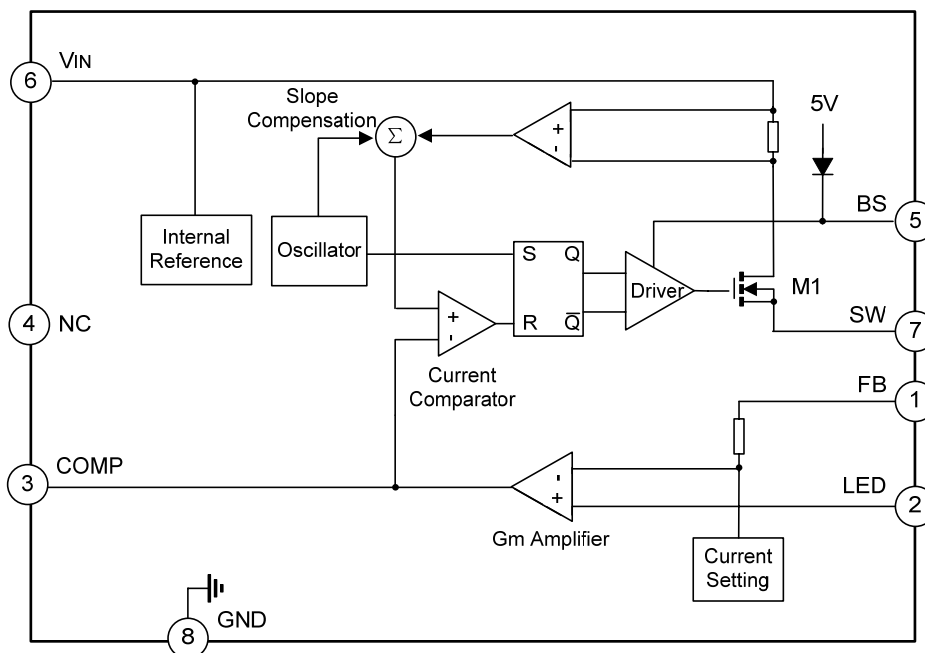 VIN
6
Slope
Compensation
Σ
+
-
5V
BS
5
Internal
Reference
Oscillator
S
Q
R
Q̅
Driver
M1
SW
7
4
NC
+
-
Current
Comparator
FB
1
COMP
3
-
+
Gm Amplifier
LED
2
Current
Setting
GND
8